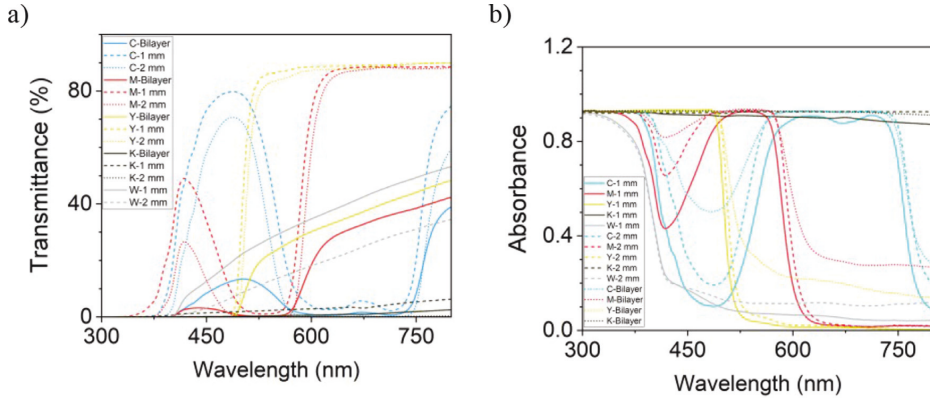 a)
b)
Transmittance (%)
80
40
0
C-Bilayer
C-1 mm
C-2 mm
M-Bilayer
M-1 mm
M-2 mm
Y-Bilayer
Y-1 mm
Y-2 mm
K-Bilayer
K-1 mm
K-2 mm
W-1 mm
W-2 mm
300 450 600 750
Wavelength (nm)
Absorbance
1.2
0.6
0.0
C-1 mm
M-1 mm
Y-1 mm
K-1 mm
W-1 mm
C-2 mm
M-2 mm
Y-2 mm
K-2 mm
W-2 mm
C-Bilayer
M-Bilayer
Y-Bilayer
K-Bilayer
300 450 600 750
Wavelength (nm)